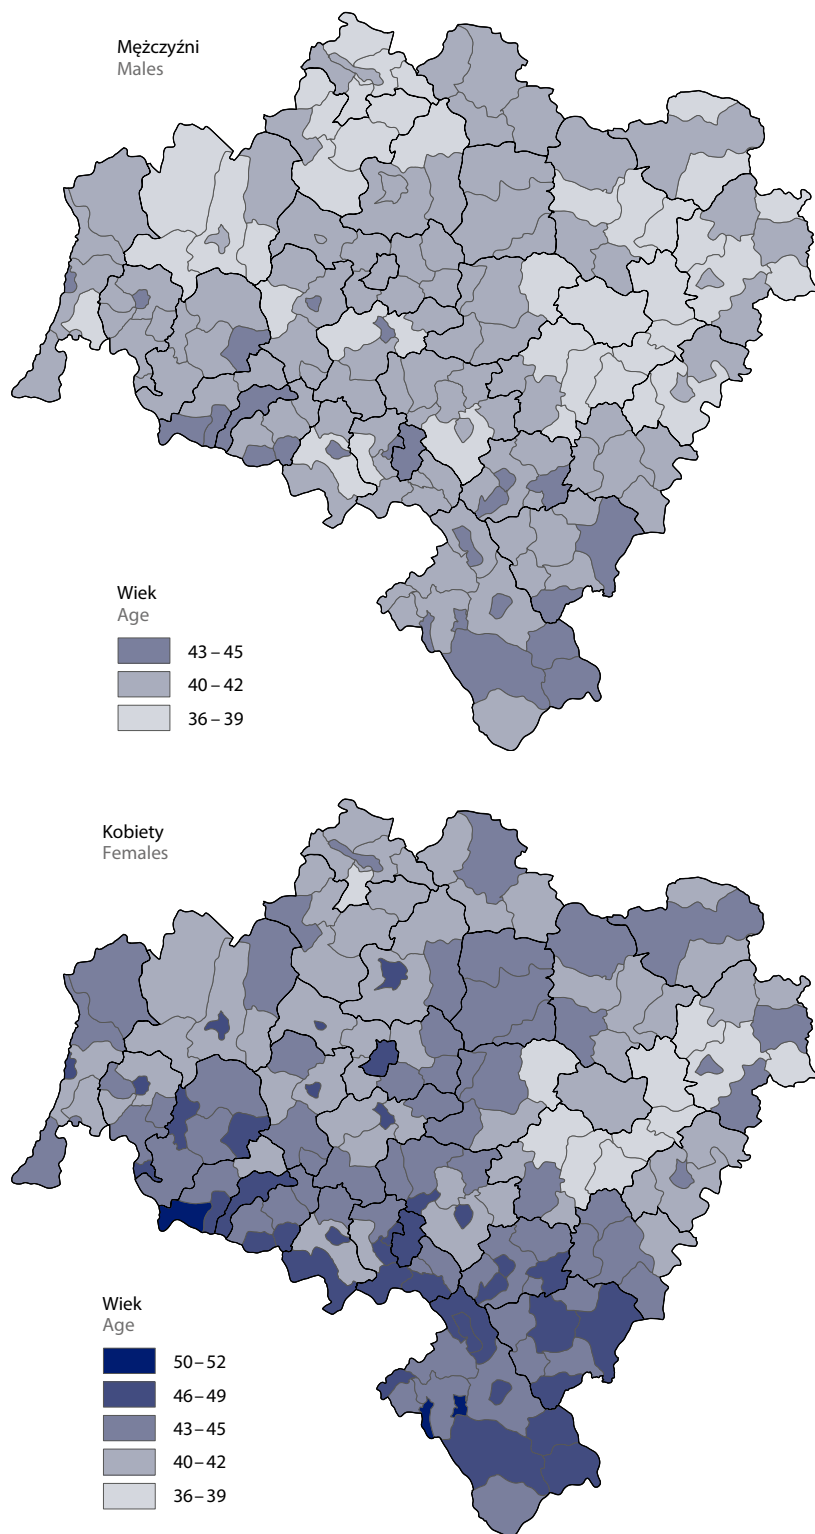 Mężczyźni
Males
Wiek
Age
43 – 45
40 – 42
36 – 39
Kobiety
Females
Wiek
Age
50 – 52
46 – 49
43 – 45
40 – 42
36 – 39